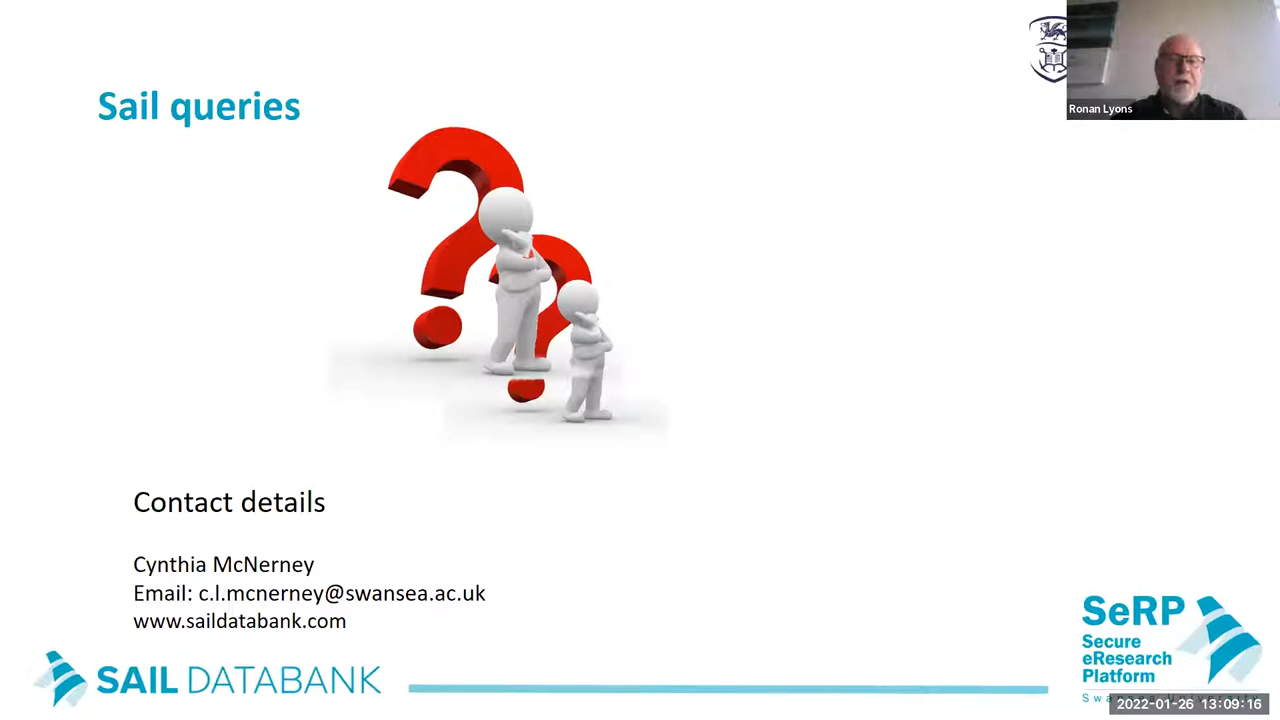 Sail queries
Ronan Lyons
Contact details
Cynthia McNerney
Email: c.l.mcnerney@swansea.ac.uk
www.saildatabank.com
SAIL DATABANK
SeRP
Secure
eResearch
Platform
2022-01-26 13:09:16